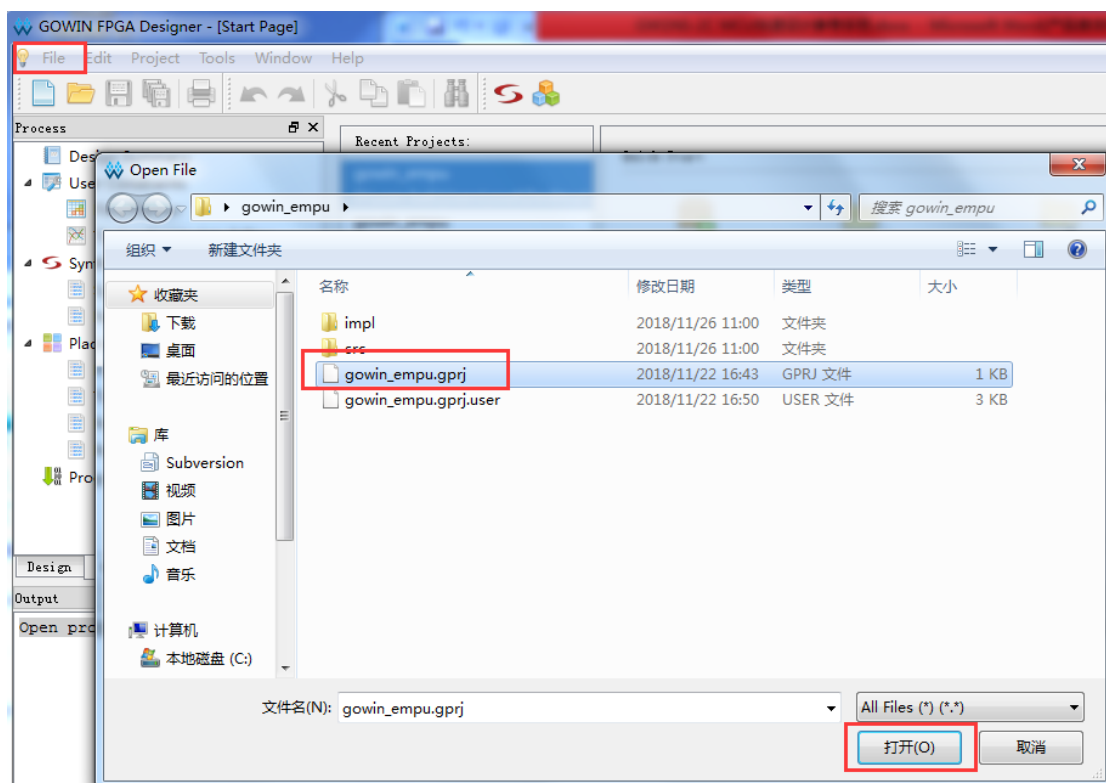 GOWIN FPGA Designer - [Start Page]
File Edit Project Tools Window Help
Process
Recent Projects:
Open File
gowin_empu
搜索 gowin_empu
组织
新建文件夹
名称 修改日期 类型 大小
收藏夹
下载
桌面
最近访问的位置
库
Subversion
视频
图片
文档
音乐
计算机
本地磁盘 (C:)
impl 2018/11/26 11:00 文件夹
src 2018/11/26 11:00 文件夹
gowin_empu.gprj 2018/11/22 16:43 GPRJ 文件 1 KB
gowin_empu.gprj.user 2018/11/22 16:50 USER 文件 3 KB
Design
Output
文件名(N): gowin_empu.gprj
All Files (*) (*.*)
打开(O)
取消